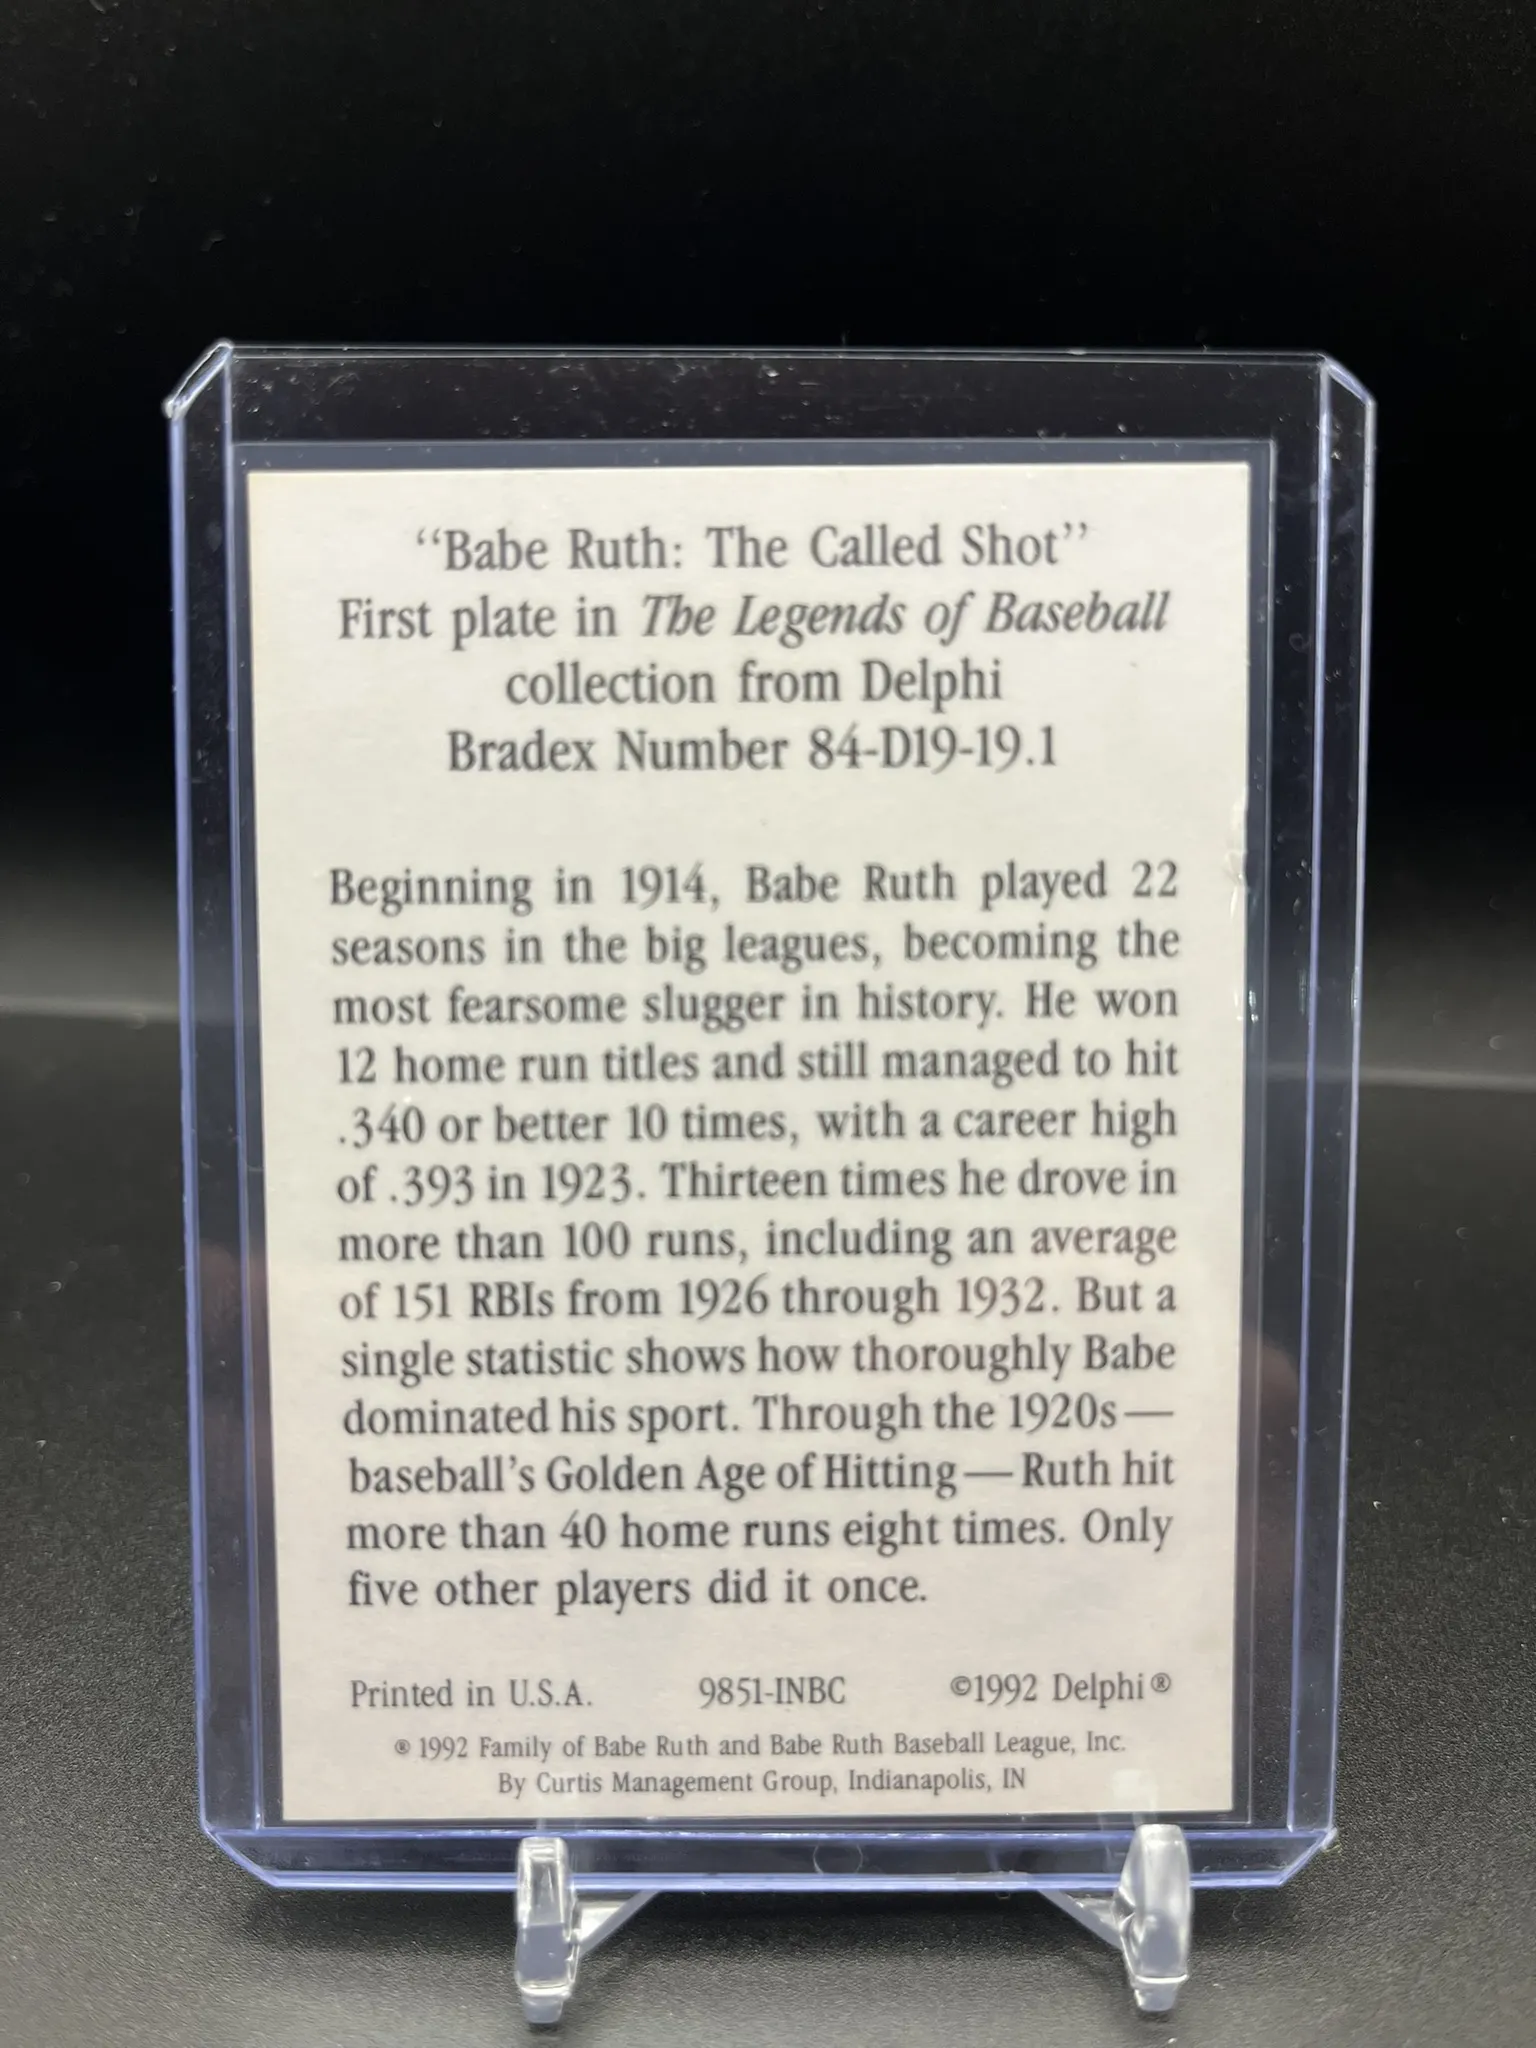 “Babe Ruth: The Called Shot”
First plate in The Legends of Baseball
collection from Delphi
Bradex Number 84-D19-19.1
Beginning in 1914, Babe Ruth played 22
seasons in the big leagues, becoming the
most fearsome slugger in history. He won
12 home run titles and still managed to hit
.340 or better 10 times, with a career high
of .393 in 1923. Thirteen times he drove in
more than 100 runs, including an average
of 151 RBIs from 1926 through 1932. But a
single statistic shows how thoroughly Babe
dominated his sport. Through the 1920s—
baseball’s Golden Age of Hitting—Ruth hit
more than 40 home runs eight times. Only
five other players did it once.
Printed in U.S.A. 9851-INBC ©1992 Delphi®
® 1992 Family of Babe Ruth and Babe Ruth Baseball League, Inc.
By Curtis Management Group, Indianapolis, IN